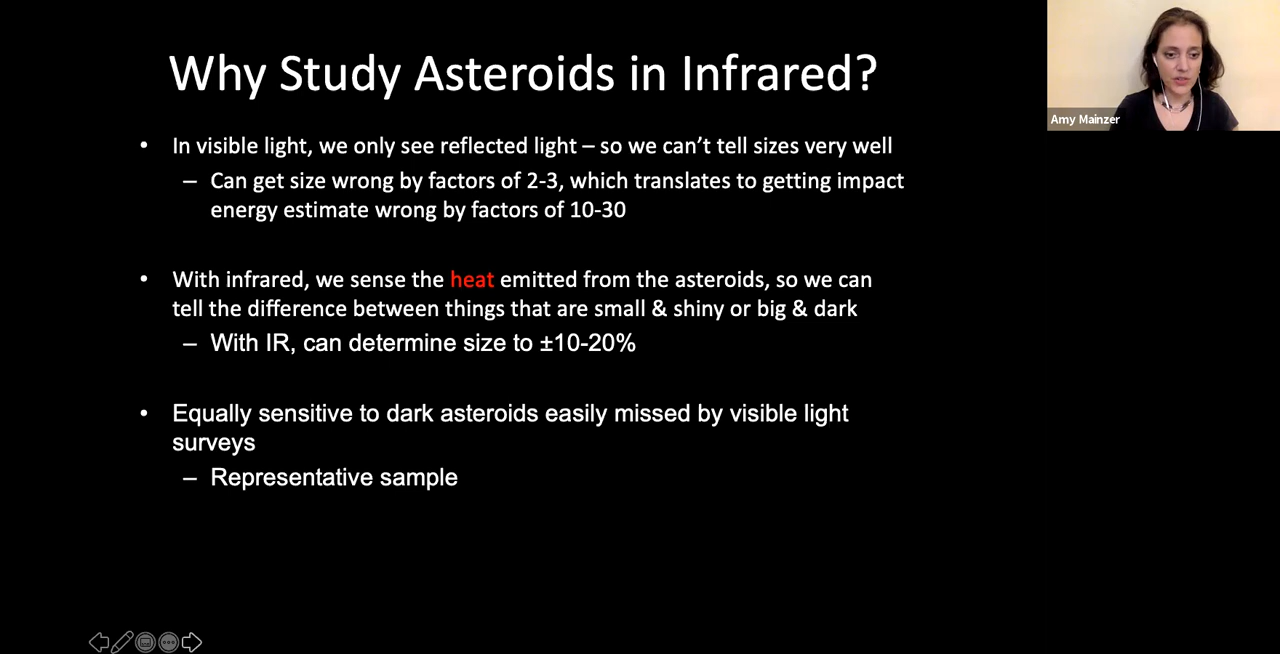 Why Study Asteroids in Infrared?
Amy Mainzer
• In visible light, we only see reflected light – so we can’t tell sizes very well
– Can get size wrong by factors of 2-3, which translates to getting impact
energy estimate wrong by factors of 10-30
• With infrared, we sense the heat emitted from the asteroids, so we can
tell the difference between things that are small & shiny or big & dark
– With IR, can determine size to ±10-20%
• Equally sensitive to dark asteroids easily missed by visible light
surveys
– Representative sample